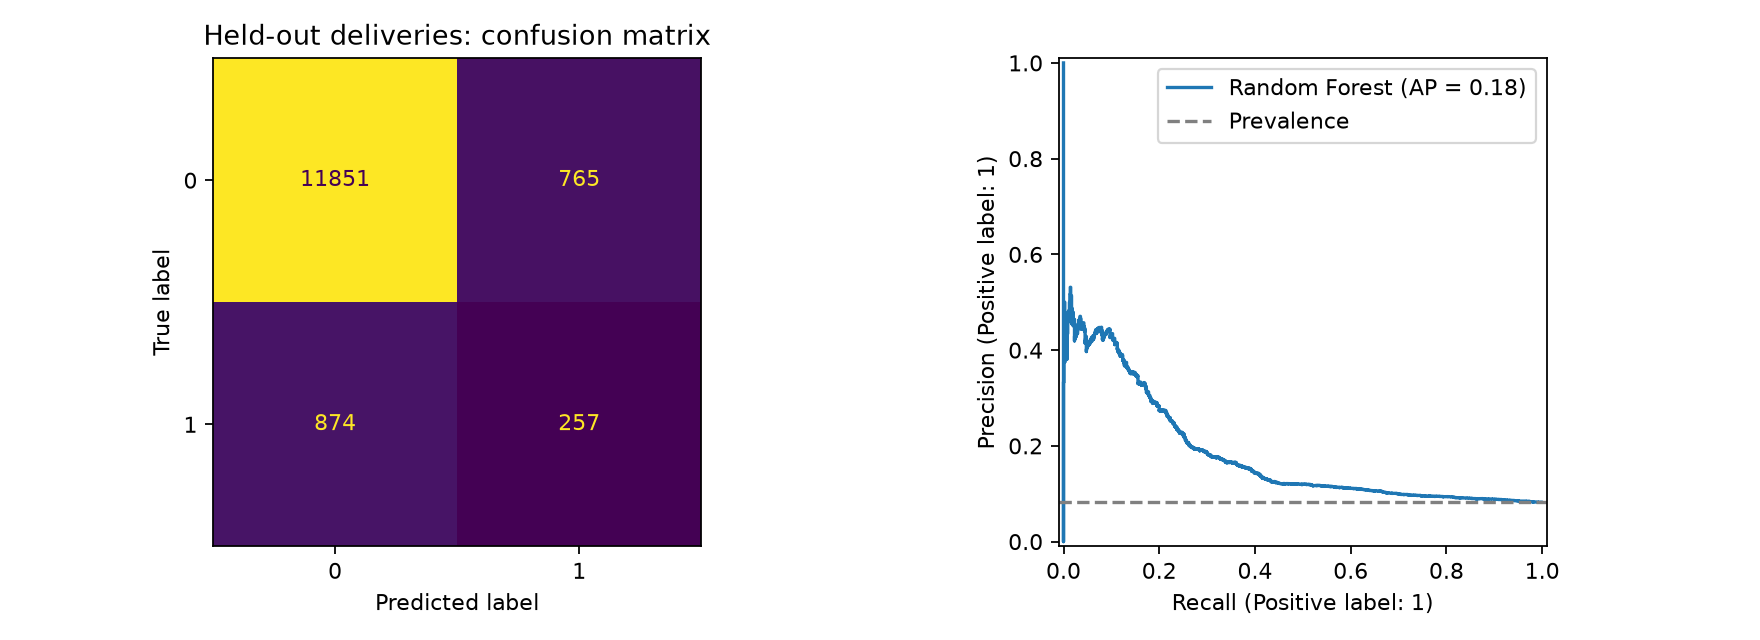 Held-out deliveries: confusion matrix
True label
0
1
11851
765
874
257
0
1
Predicted label
Precision (Positive label: 1)
1.0
0.8
0.6
0.4
0.2
0.0
Random Forest (AP = 0.18)
Prevalence
0.0
0.2
0.4
0.6
0.8
1.0
Recall (Positive label: 1)